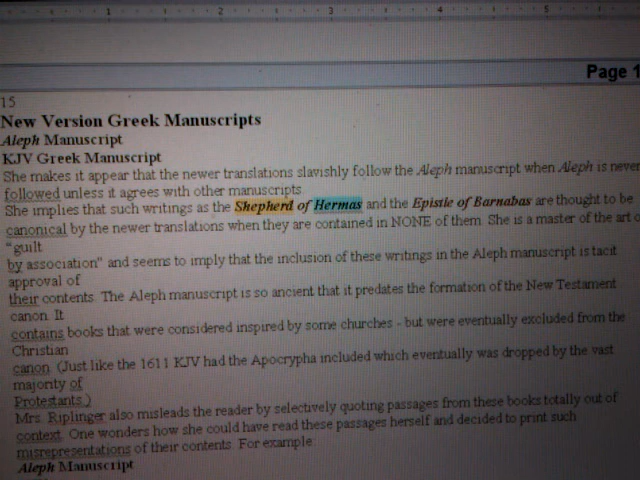 1 2 3 4 5
Page 1
15
New Version Greek Manuscripts
Aleph Manuscript
KJV Greek Manuscript
She makes it appear that the newer translations slavishly follow the Aleph manuscript when Aleph is never
followed unless it agrees with other manuscripts.
She implies that such writings as the Shepherd of Hermas and the Epistle of Barnabas are thought to be
canonical by the newer translations when they are contained in NONE of them. She is a master of the art o
"guilt
by association" and seems to imply that the inclusion of these writings in the Aleph manuscript is tacit
approval of
their contents. The Aleph manuscript is so ancient that it predates the formation of the New Testament
canon. It
contains books that were considered inspired by some churches - but were eventually excluded from the
Christian
canon. (Just like the 1611 KJV had the Apocrypha included which eventually was dropped by the vast
majority of
Protestants.)
Mrs. Riplinger also misleads the reader by selectively quoting passages from these books totally out of
context. One wonders how she could have read these passages herself and decided to print such
misrepresentations of their contents. For example:
Aleph Manuscript